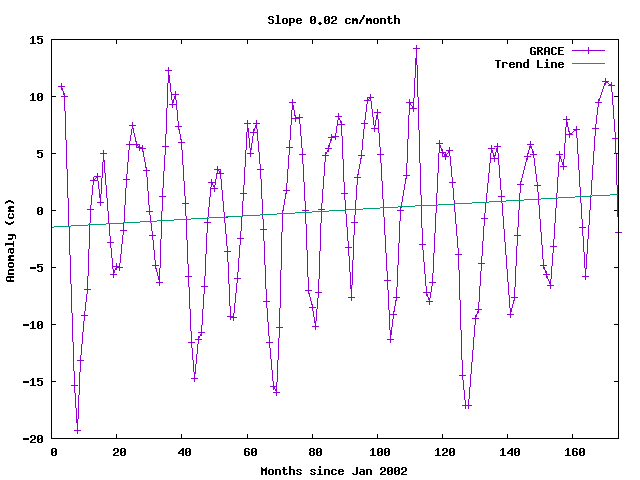 Slope 0.02 cm/month
15
GRACE
Trend Line
10
5
0
-5
-10
-15
-20
Anomaly (cm)
0 20 40 60 80 100 120 140 160
Months since Jan 2002